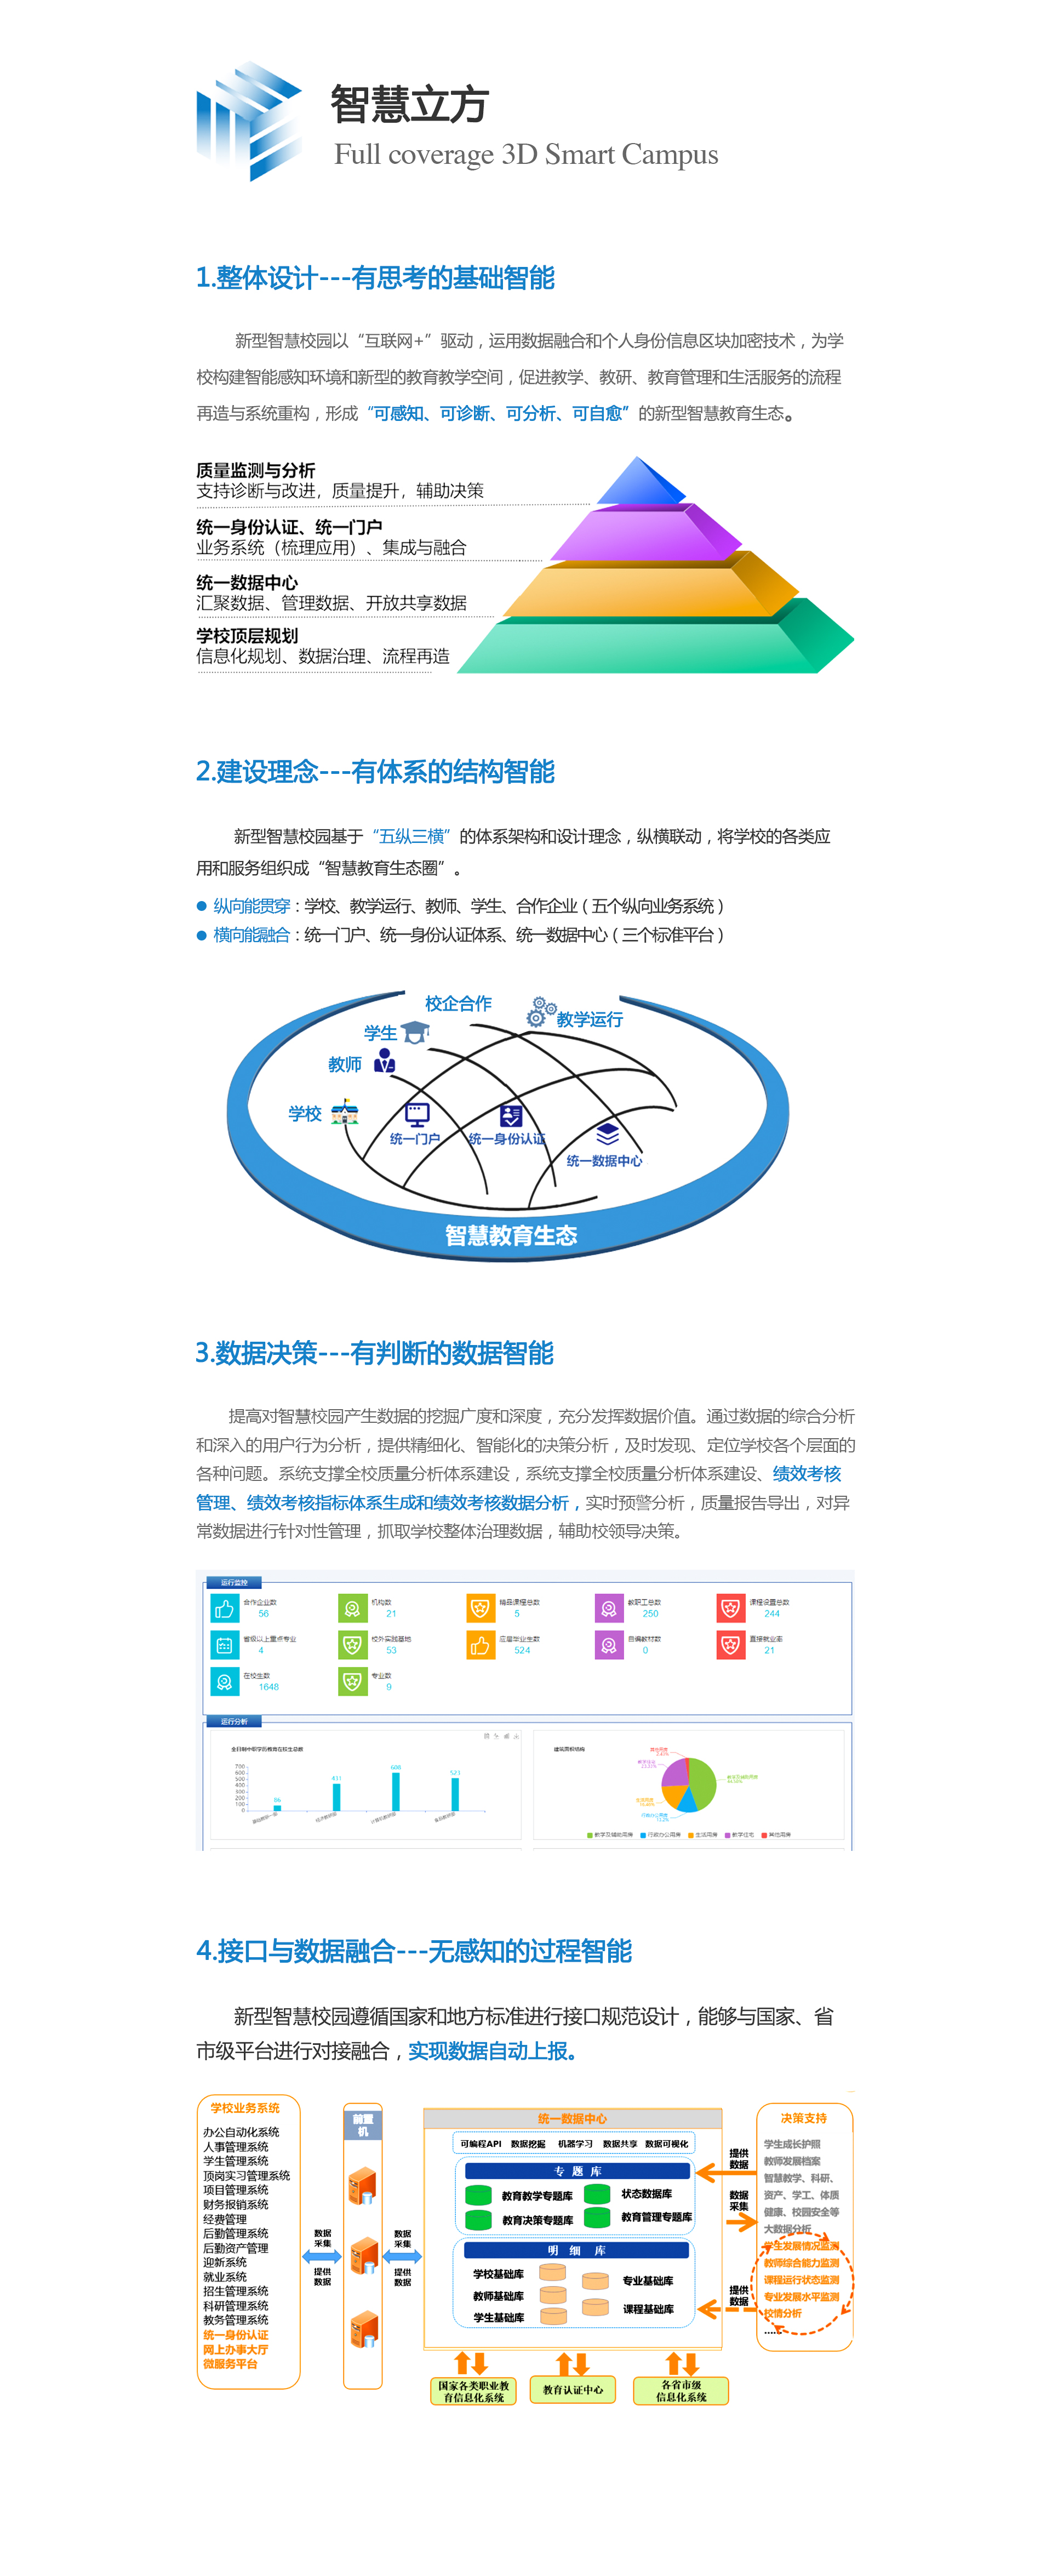 智慧立方
Full coverage 3D Smart Campus
1.整体设计---有思考的基础智能
新型智慧校园以“互联网+”驱动，运用数据融合和个人身份信息区块加密技术，为学
校构建智能感知环境和新型的教育教学空间，促进教学、教研、教育管理和生活服务的流程
再造与系统重构，形成“可感知、可诊断、可分析、可自愈”的新型智慧教育生态。
质量监测与分析
支持诊断与改进，质量提升，辅助决策
统一身份认证、统一门户
业务系统（梳理应用）、集成与融合
统一数据中心
汇聚数据、管理数据、开放共享数据
学校顶层规划
信息化规划、数据治理、流程再造
2.建设理念---有体系的结构智能
新型智慧校园基于“五纵三横”的体系架构和设计理念，纵横联动，将学校的各类应
用和服务组织成“智慧教育生态圈”。
纵向能贯穿：学校、教学运行、教师、学生、合作企业（五个纵向业务系统）
横向能融合：统一门户、统一身份认证体系、统一数据中心（三个标准平台）
校企合作
教学运行
学生
教师
学校
统一门户
统一身份认证
统一数据中心
智慧教育生态
3.数据决策---有判断的数据智能
提高对智慧校园产生数据的挖掘广度和深度，充分发挥数据价值。通过数据的综合分析
和深入的用户行为分析，提供精细化、智能化的决策分析，及时发现、定位学校各个层面的
各种问题。系统支撑全校质量分析体系建设，系统支撑全校质量分析体系建设、绩效考核
管理、绩效考核指标体系生成和绩效考核数据分析，实时预警分析，质量报告导出，对异
常数据进行针对性管理，抓取学校整体治理数据，辅助校领导决策。
运行监控
合作企业数
56
机构数
21
精品课程总数
5
教职工总数
250
课程设置总数
244
省级以上重点专业
4
校外实践基地
53
应届毕业生数
524
自编教材数
0
直接就业率
21
在校生数
1648
专业数
9
运行分析
全日制中职学历教育在校生总数
700
600
500
400
300
200
100
0
86
431
608
523
建筑面积结构
教学及辅助用房
行政办公用房
生活用房
教学住宅
其他用房
4.接口与数据融合---无感知的过程智能
新型智慧校园遵循国家和地方标准进行接口规范设计，能够与国家、省
市级平台进行对接融合，实现数据自动上报。
学校业务系统
办公自动化系统
人事管理系统
学生管理系统
顶岗实习管理系统
项目管理系统
财务报销系统
经费管理
后勤管理系统
后勤资产管理
迎新系统
就业系统
招生管理系统
科研管理系统
教务管理系统
统一身份认证
网上办事大厅
微服务平台
数据
采集
提供
数据
前置
机
数据
采集
提供
数据
统一数据中心
可编程API 数据挖掘 机器学习 数据共享 数据可视化
专 题 库
教育教学专题库
状态数据库
教育决策专题库
教育管理专题库
明 细 库
学校基础库
专业基础库
教师基础库
课程基础库
学生基础库
国家各类职业教
育信息化系统
教育认证中心
各省市级
信息化系统
提供
数据
数据
采集
提供
数据
决策支持
学生成长护照
教师发展档案
智慧教学、科研、
资产、学工、体质
健康、校园安全等
大数据分析
学生发展情况监测
教师综合能力监测
课程运行状态监测
专业发展水平监测
校情分析
……